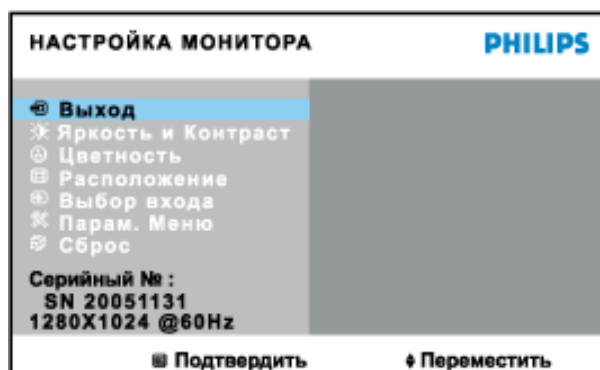 НАСТРОЙКА МОНИТОРА PHILIPS
Выход
Яркость и Контраст
Цветность
Расположение
Выбор входа
Парам. Меню
Сброс
Серийный № :
SN 20051131
1280X1024 @60Hz
Подтвердить Переместить